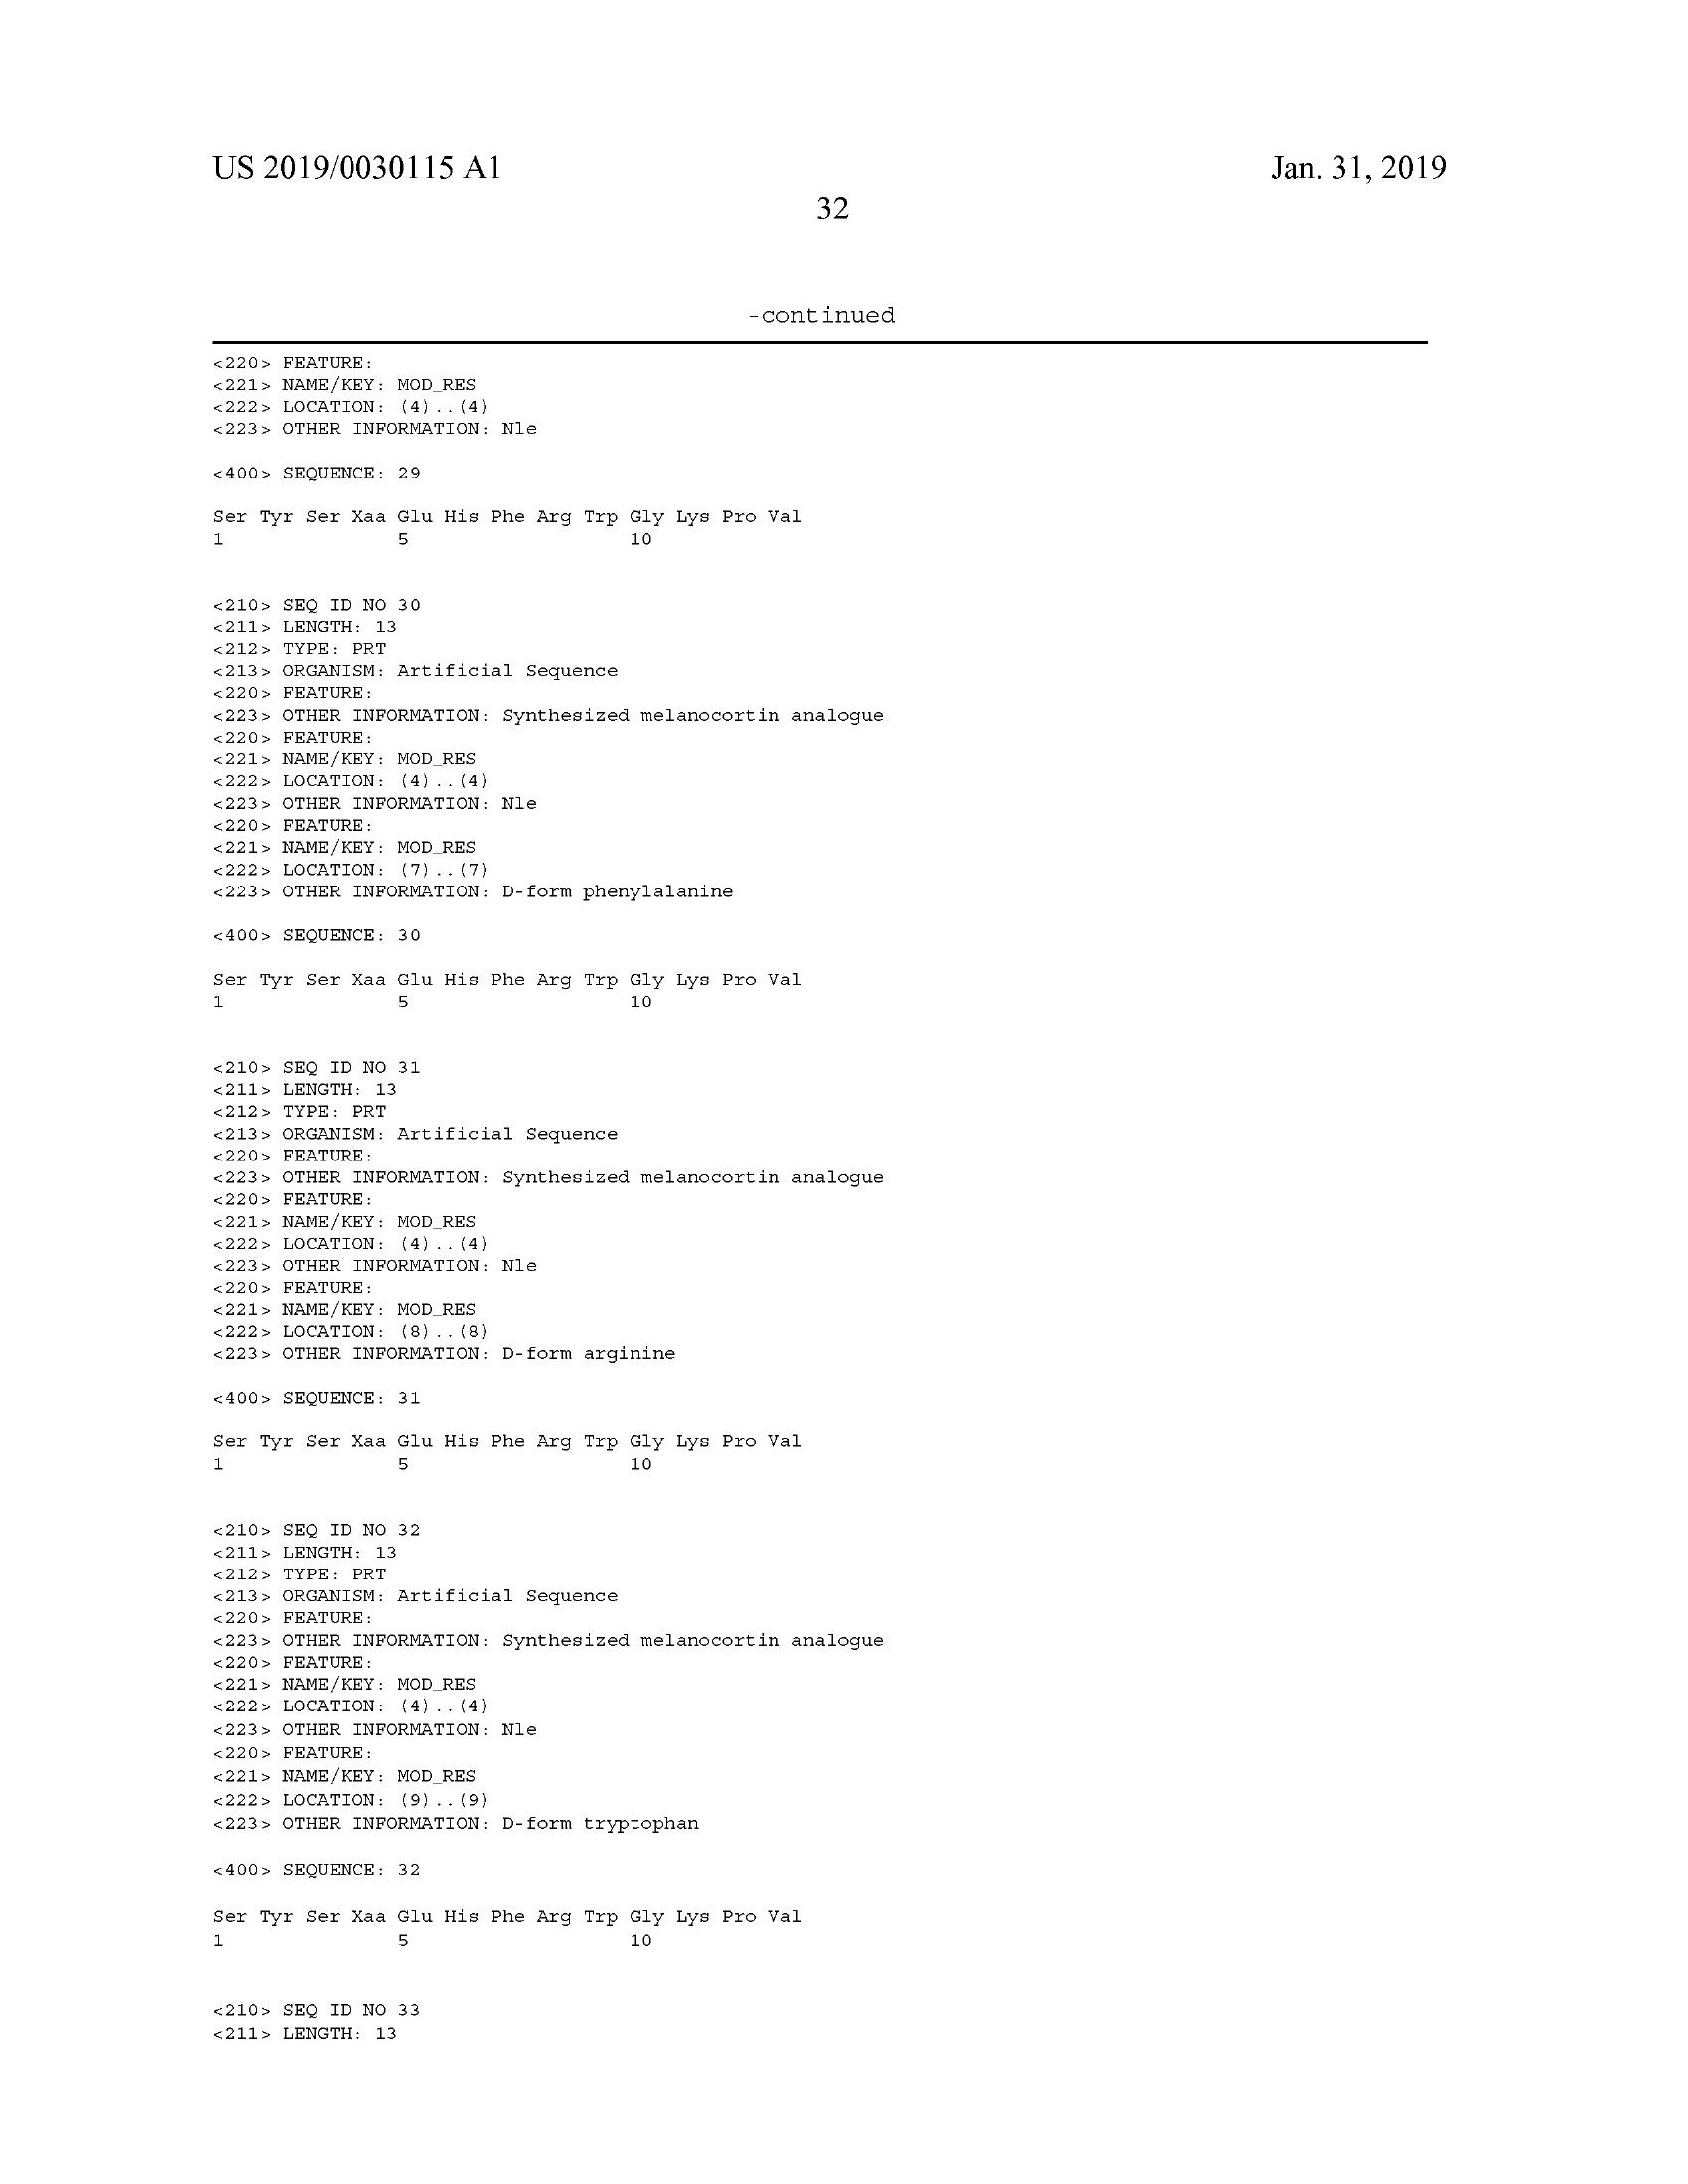 US 2019/0030115 A1
Jan. 31, 2019
32
-continued
<220> FEATURE:
<221> NAME/KEY: MOD_RES
<222> LOCATION: (4)..(4)
<223> OTHER INFORMATION: Nle
<400> SEQUENCE: 29
Ser Tyr Ser Xaa Glu His Phe Arg Trp Gly Lys Pro Val
1 5 10
<210> SEQ ID NO 30
<211> LENGTH: 13
<212> TYPE: PRT
<213> ORGANISM: Artificial Sequence
<220> FEATURE:
<223> OTHER INFORMATION: Synthesized melanocortin analogue
<220> FEATURE:
<221> NAME/KEY: MOD_RES
<222> LOCATION: (4)..(4)
<223> OTHER INFORMATION: Nle
<220> FEATURE:
<221> NAME/KEY: MOD_RES
<222> LOCATION: (7)..(7)
<223> OTHER INFORMATION: D-form phenylalanine
<400> SEQUENCE: 30
Ser Tyr Ser Xaa Glu His Phe Arg Trp Gly Lys Pro Val
1 5 10
<210> SEQ ID NO 31
<211> LENGTH: 13
<212> TYPE: PRT
<213> ORGANISM: Artificial Sequence
<220> FEATURE:
<223> OTHER INFORMATION: Synthesized melanocortin analogue
<220> FEATURE:
<221> NAME/KEY: MOD_RES
<222> LOCATION: (4)..(4)
<223> OTHER INFORMATION: Nle
<220> FEATURE:
<221> NAME/KEY: MOD_RES
<222> LOCATION: (8)..(8)
<223> OTHER INFORMATION: D-form arginine
<400> SEQUENCE: 31
Ser Tyr Ser Xaa Glu His Phe Arg Trp Gly Lys Pro Val
1 5 10
<210> SEQ ID NO 32
<211> LENGTH: 13
<212> TYPE: PRT
<213> ORGANISM: Artificial Sequence
<220> FEATURE:
<223> OTHER INFORMATION: Synthesized melanocortin analogue
<220> FEATURE:
<221> NAME/KEY: MOD_RES
<222> LOCATION: (4)..(4)
<223> OTHER INFORMATION: Nle
<220> FEATURE:
<221> NAME/KEY: MOD_RES
<222> LOCATION: (9)..(9)
<223> OTHER INFORMATION: D-form tryptophan
<400> SEQUENCE: 32
Ser Tyr Ser Xaa Glu His Phe Arg Trp Gly Lys Pro Val
1 5 10
<210> SEQ ID NO 33
<211> LENGTH: 13